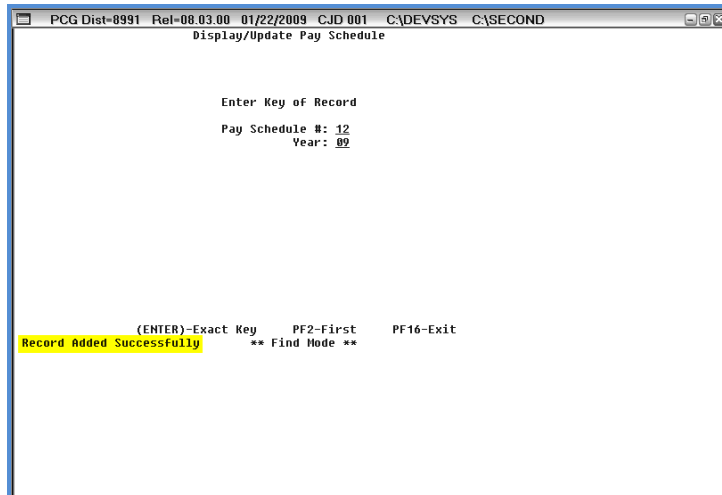 PCG Dist=8991 Rel=08.03.00 01/22/2009 CJD 001 C:\DEVSYS C:\SECOND
Display/Update Pay Schedule
Enter Key of Record
Pay Schedule #: 12
Year: 09
(ENTER)-Exact Key PF2-First PF16-Exit
Record Added Successfully ** Find Mode **